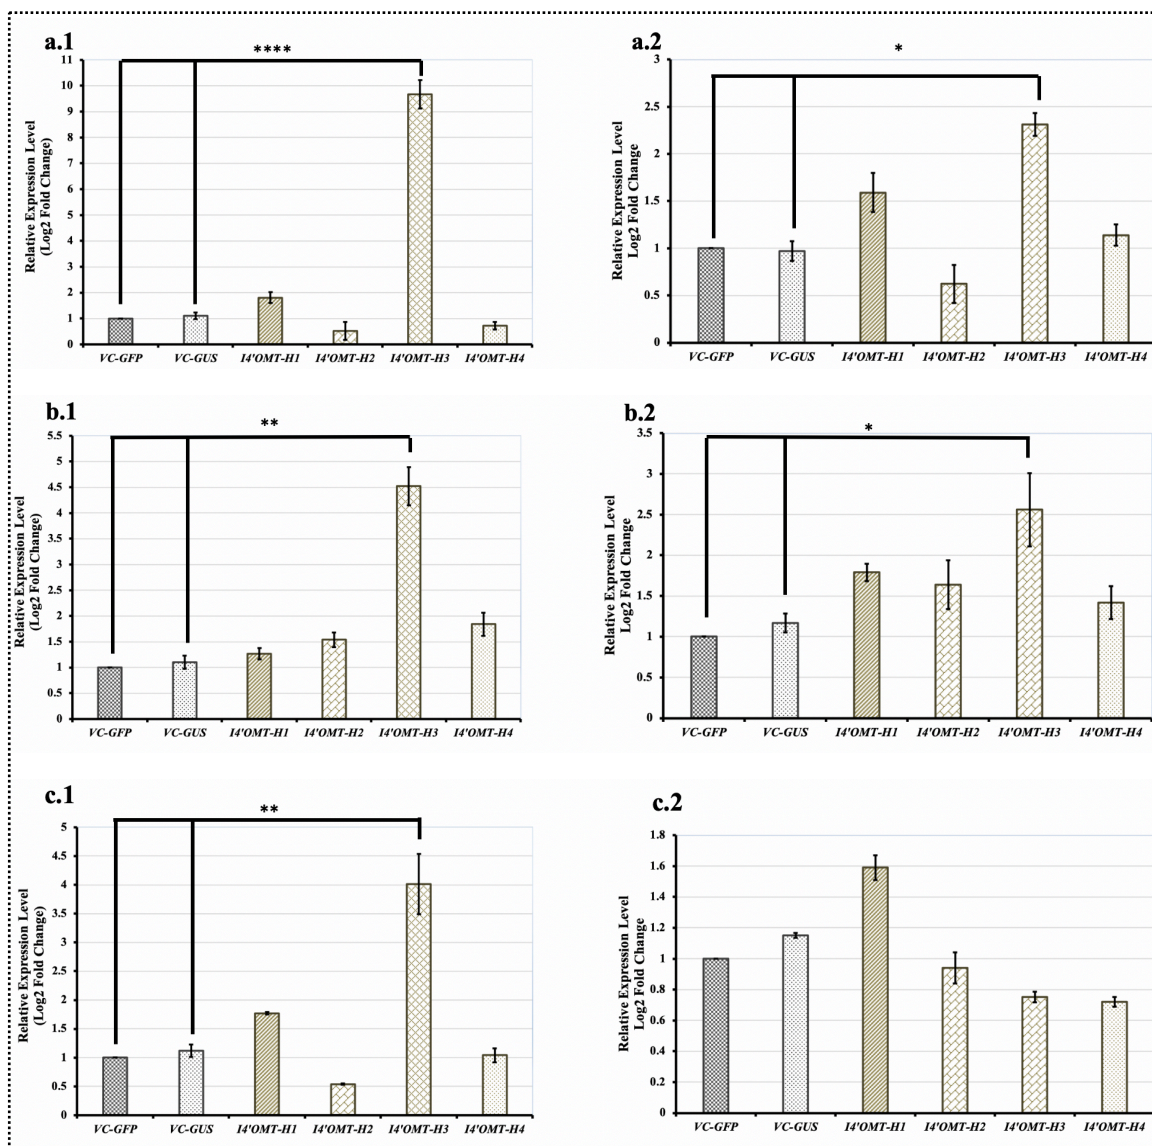 a.1
****
Relative Expression Level
(Log2 Fold Change)
11
10
9
8
7
6
5
4
3
2
1
0
VC-GFP VC-GUS I4'OMT-H1 I4'OMT-H2 I4'OMT-H3 I4'OMT-H4
a.2
*
Relative Expression Level
Log2 Fold Change
3
2.5
2
1.5
1
0.5
0
VC-GFP VC-GUS I4'OMT-H1 I4'OMT-H2 I4'OMT-H3 I4'OMT-H4
b.1
**
Relative Expression Level
(Log2 Fold Change)
5.5
5
4.5
4
3.5
3
2.5
2
1.5
1
0.5
0
VC-GFP VC-GUS I4'OMT-H1 I4'OMT-H2 I4'OMT-H3 I4'OMT-H4
b.2
*
Relative Expression Level
Log2 Fold Change
3.5
3
2.5
2
1.5
1
0.5
0
VC-GFP VC-GUS I4'OMT-H1 I4'OMT-H2 I4'OMT-H3 I4'OMT-H4
c.1
**
Relative Expression Level
(Log2 Fold Change)
5
4.5
4
3.5
3
2.5
2
1.5
1
0.5
0
VC-GFP VC-GUS I4'OMT-H1 I4'OMT-H2 I4'OMT-H3 I4'OMT-H4
c.2
Relative Expression Level
Log2 Fold Change
1.8
1.6
1.4
1.2
1
0.8
0.6
0.4
0.2
0
VC-GFP VC-GUS I4'OMT-H1 I4'OMT-H2 I4'OMT-H3 I4'OMT-H4